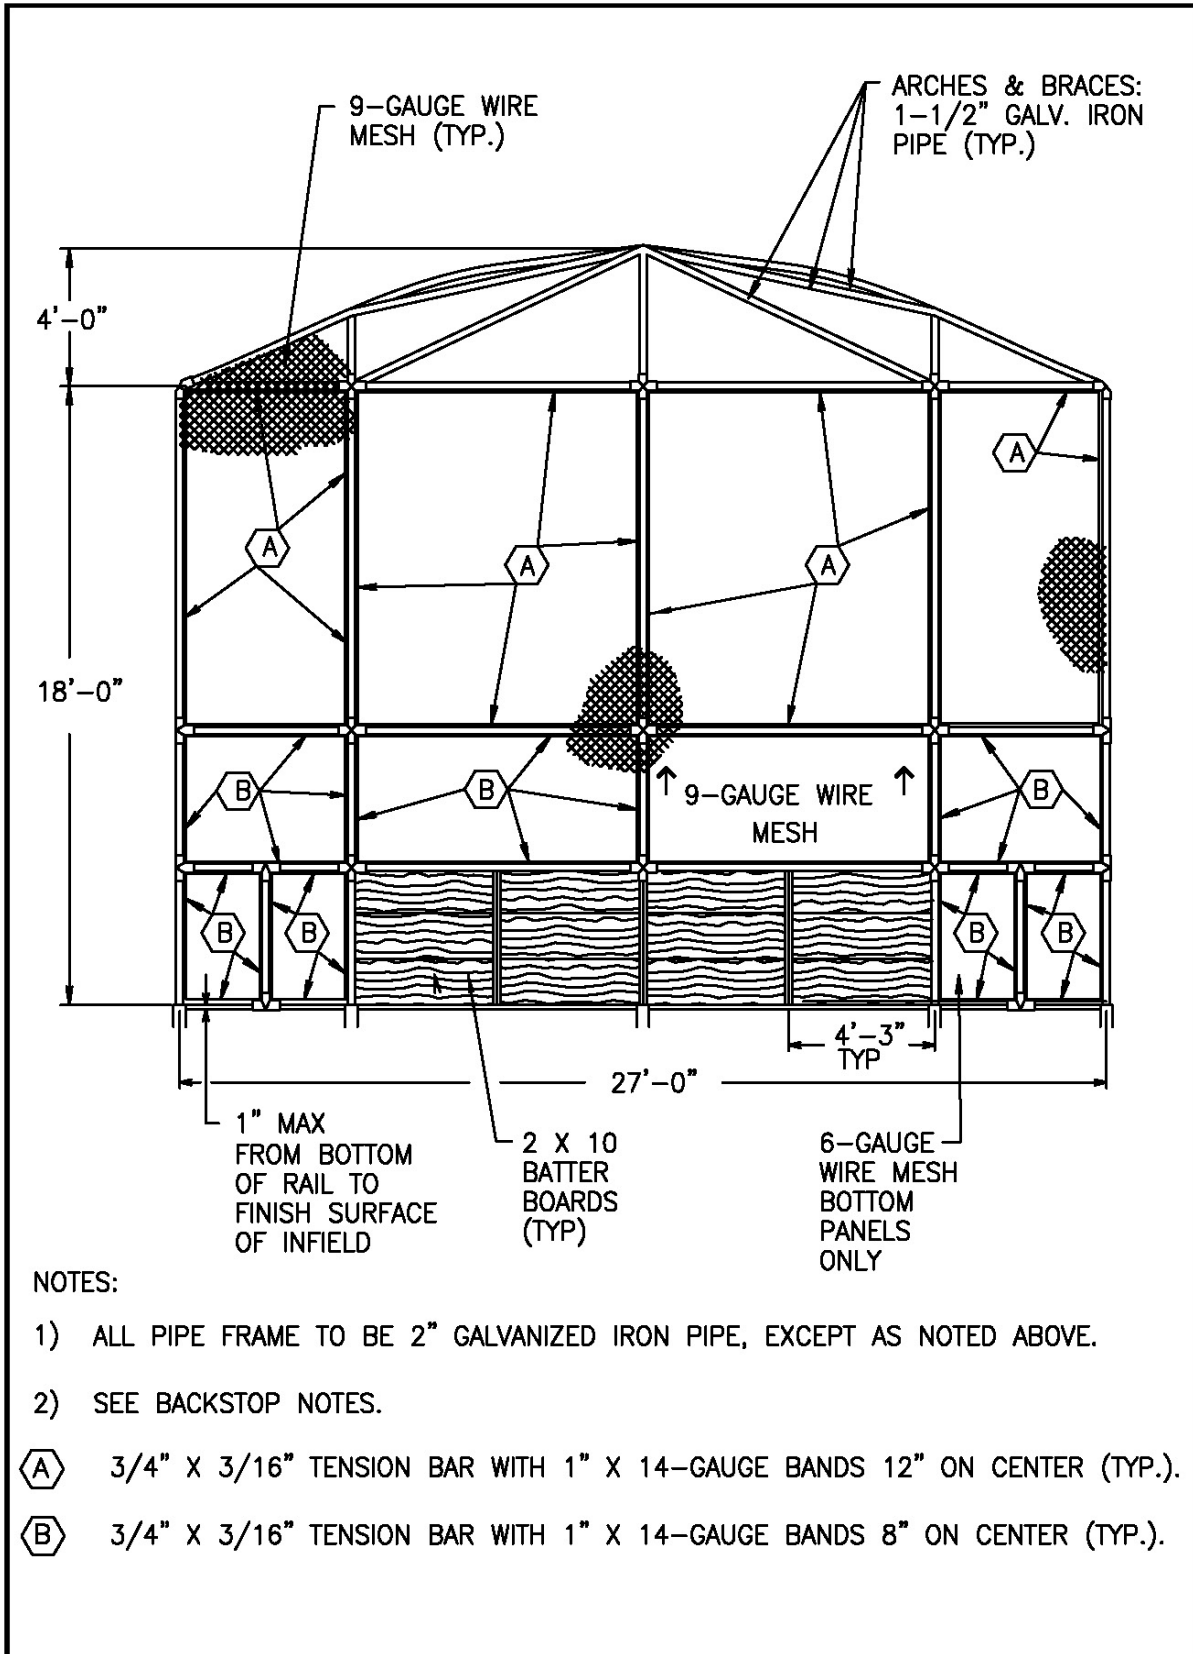 9-GAUGE WIRE
MESH (TYP.)
ARCHES & BRACES:
1-1/2" GALV. IRON
PIPE (TYP.)
4'-0"
A
A
A
A
18'-0"
B
B
9-GAUGE WIRE
MESH
B
B
B
B
B
4'-3"
TYP
27'-0"
1" MAX
FROM BOTTOM
OF RAIL TO
FINISH SURFACE
OF INFIELD
2 X 10
BATTER
BOARDS
(TYP)
6-GAUGE
WIRE MESH
BOTTOM
PANELS
ONLY
NOTES:
1) ALL PIPE FRAME TO BE 2" GALVANIZED IRON PIPE, EXCEPT AS NOTED ABOVE.
2) SEE BACKSTOP NOTES.
A 3/4" X 3/16" TENSION BAR WITH 1" X 14-GAUGE BANDS 12" ON CENTER (TYP.).
B 3/4" X 3/16" TENSION BAR WITH 1" X 14-GAUGE BANDS 8" ON CENTER (TYP.).